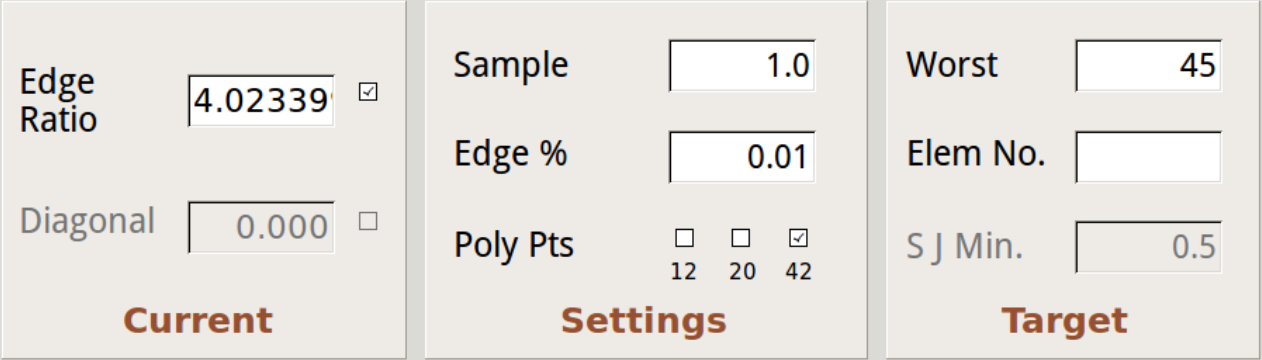 Edge
Ratio
4.02339
Diagonal
0.000
Current
Sample
1.0
Edge %
0.01
Poly Pts
12 20 42
Settings
Worst
45
Elem No.
S J Min.
0.5
Target